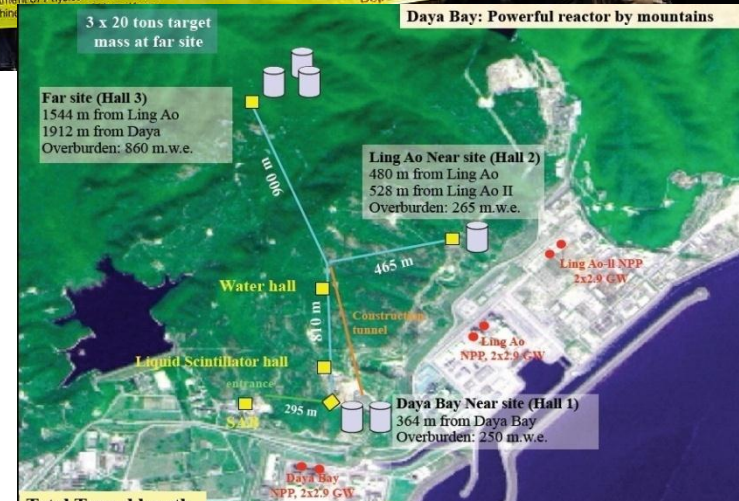 Daya Bay: Powerful reactor by mountains
3 x 20 tons target
mass at far site
Far site (Hall 3)
1544 m from Ling Ao
1912 m from Daya
Overburden: 860 m.w.e.
900 m
Ling Ao Near site (Hall 2)
480 m from Ling Ao
528 m from Ling Ao II
Overburden: 265 m.w.e.
465 m
Ling Ao-ll NPP
2x2.9 GW
Water hall
810 m
Construction
tunnel
Ling Ao
NPP, 2x2.9 GW
Liquid Scintillator hall
entrance
295 m
SAB
Daya Bay Near site (Hall 1)
364 m from Daya Bay
Overburden: 250 m.w.e.
Daya Bay
NPP, 2x2.9 GW